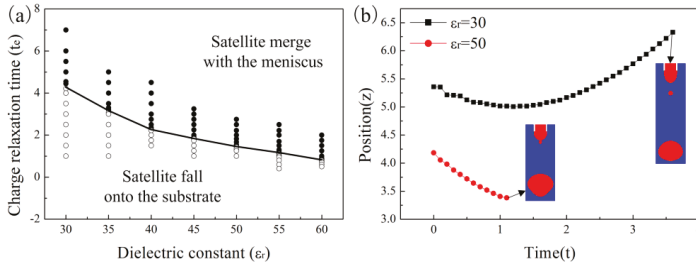 (a)
Charge relaxation time (tₑ)
8
6
4
2
0
-2
Satellite merge
with the meniscus
Satellite fall
onto the substrate
30 35 40 45 50 55 60
Dielectric constant (εᵣ)
(b)
εᵣ=30
εᵣ=50
Position(z)
6.5
6.0
5.5
5.0
4.5
4.0
3.5
3.0
0 1 2 3
Time(t)